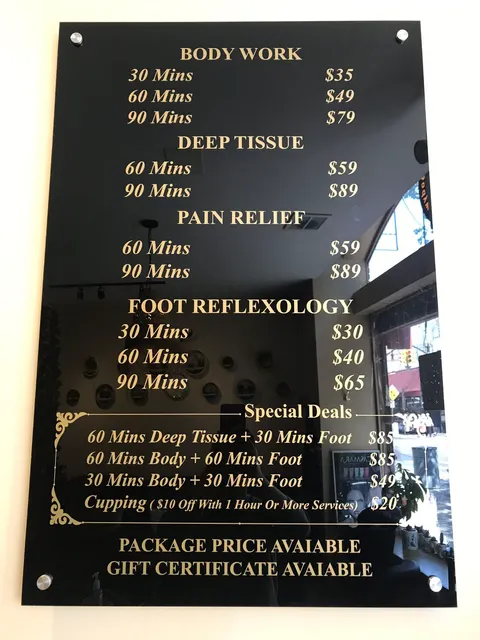 BODY WORK
30 Mins $35
60 Mins $49
90 Mins $79
DEEP TISSUE
60 Mins $59
90 Mins $89
PAIN RELIEF
60 Mins $59
90 Mins $89
FOOT REFLEXOLOGY
30 Mins $30
60 Mins $40
90 Mins $65
Special Deals
60 Mins Deep Tissue + 30 Mins Foot $85
60 Mins Body + 60 Mins Foot $85
30 Mins Body + 30 Mins Foot $49
Cupping ( $10 Off With 1 Hour Or More Services) $20
PACKAGE PRICE AVAIABLE
GIFT CERTIFICATE AVAIABLE